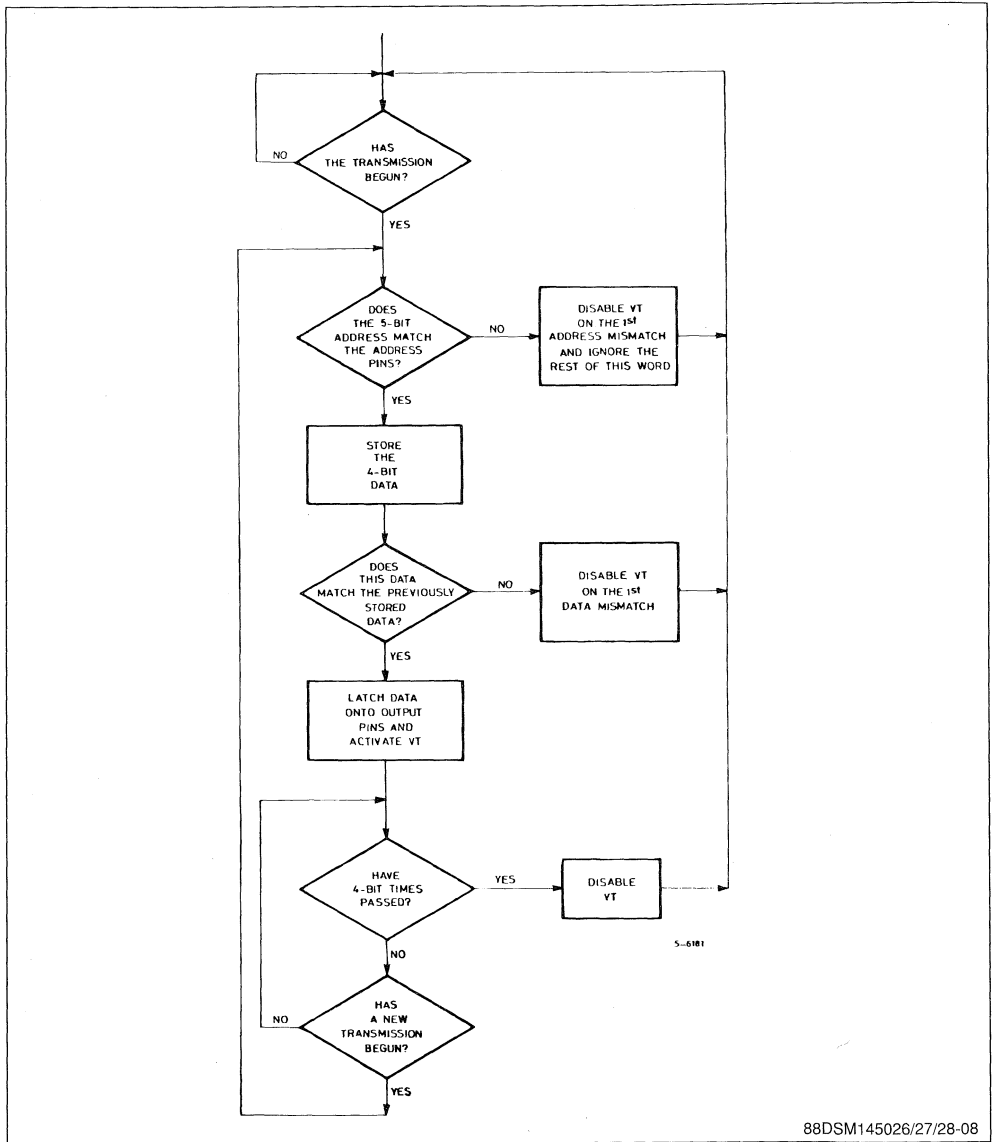 HAS
THE TRANSMISSION
BEGUN?
NO
YES
DOES
THE 5-BIT
ADDRESS MATCH
THE ADDRESS
PINS?
NO
DISABLE VT
ON THE 1st
ADDRESS MISMATCH
AND IGNORE THE
REST OF THIS WORD
YES
STORE
THE
4-BIT
DATA
DOES
THIS DATA
MATCH THE PREVIOUSLY
STORED
DATA?
NO
DISABLE VT
ON THE 1st
DATA MISMATCH
YES
LATCH DATA
ONTO OUTPUT
PINS AND
ACTIVATE VT
HAVE
4-BIT TIMES
PASSED?
YES
DISABLE
VT
S-6181
NO
HAS
A NEW
TRANSMISSION
BEGUN?
NO
YES
88DSM145026/27/28-08